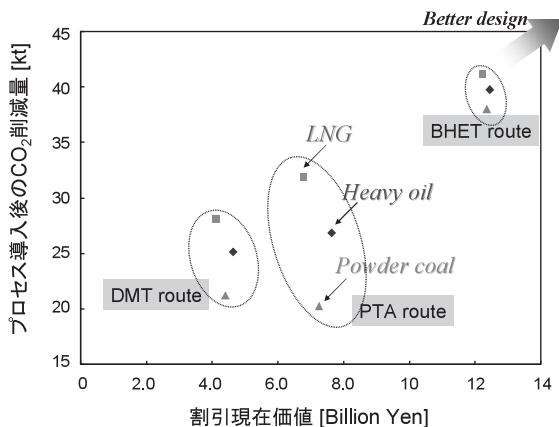 Better design
プロセス導入後のCO₂削減量 [kt]
45
40
35
30
25
20
15
BHET route
LNG
Heavy oil
Powder coal
DMT route
PTA route
0.0 2.0 4.0 6.0 8.0 10 12 14
割引現在価値 [Billion Yen]